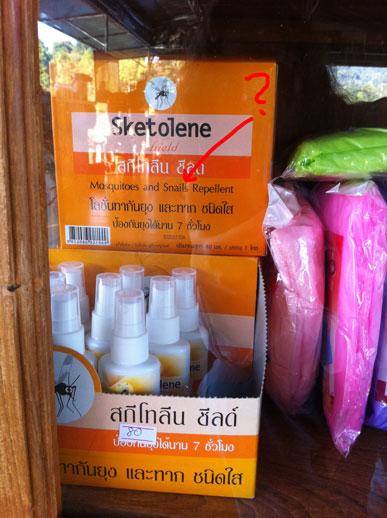 ?
Sketolene
Shield
สกีโทลีน ชีลด์
Mosquitoes and Snails Repellent
โลชั่นทากันยุง และทาก ชนิดใส
ป้องกันยุงได้นาน 7 ชั่วโมง
Sketolene
สกีโทลีน ชีลด์
80
ป้องกันยุงได้นาน 7 ชั่วโมง
ทากันยุง และทาก ชนิดใส